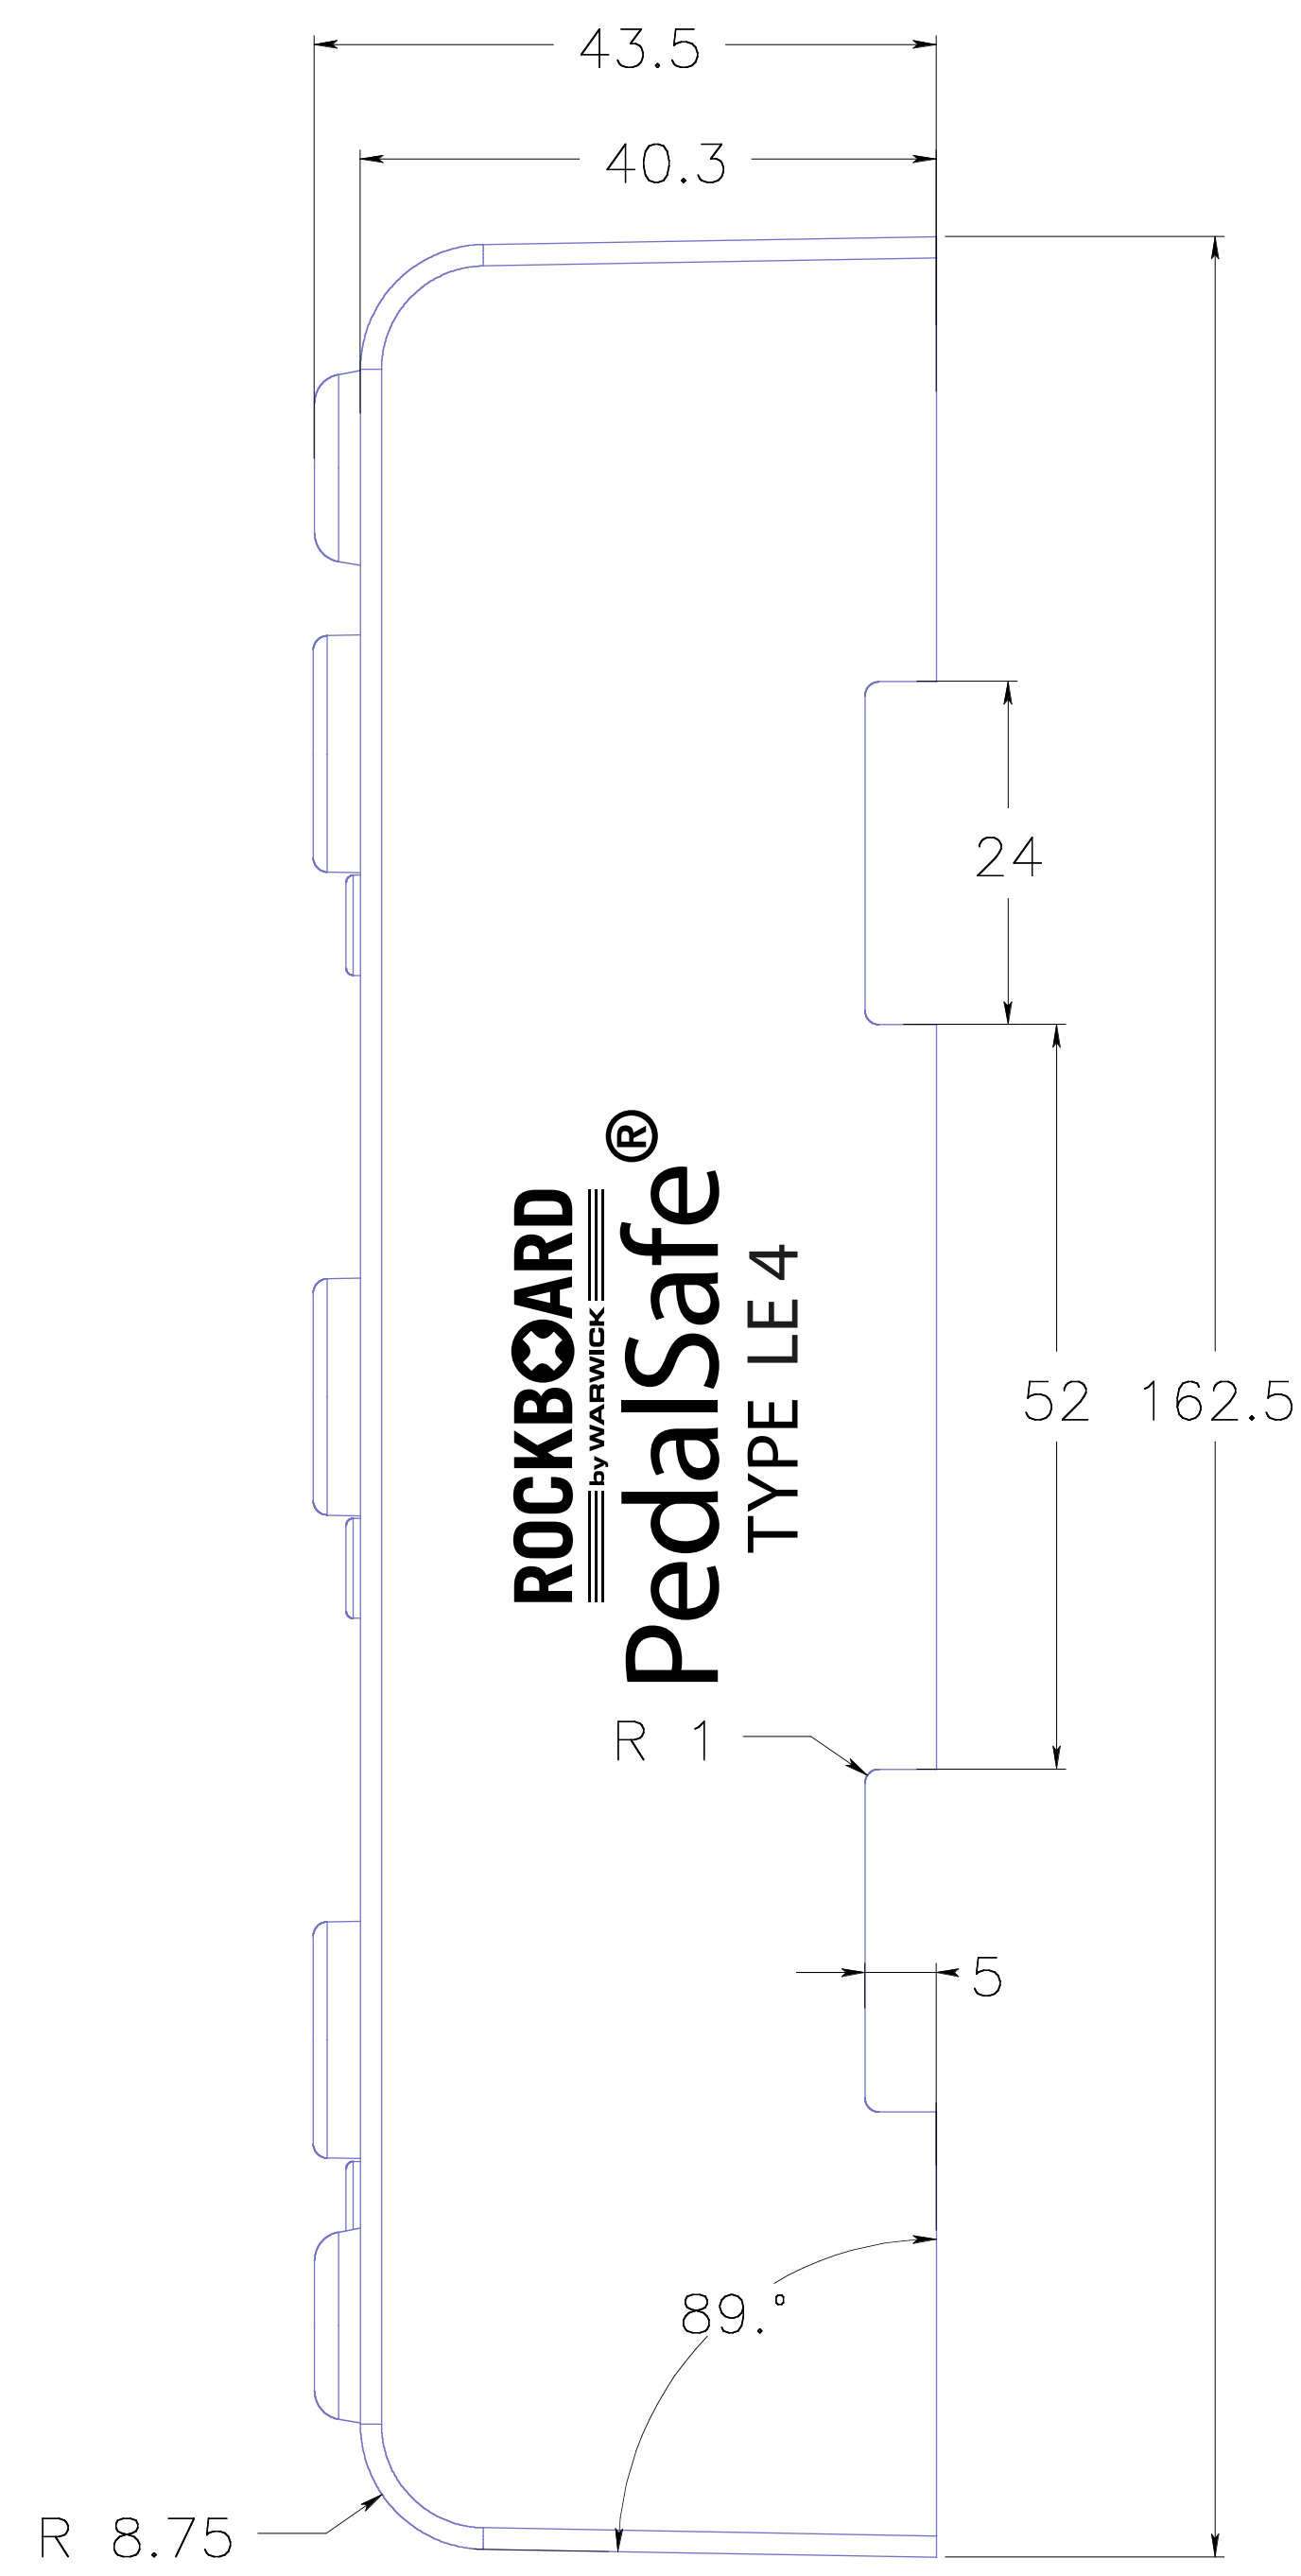 43.5
40.3
24
ROCKBOARD
by WARWICK
PedalSafe®
TYPE LE 4
52
162.5
R 1
5
89.°
R 8.75